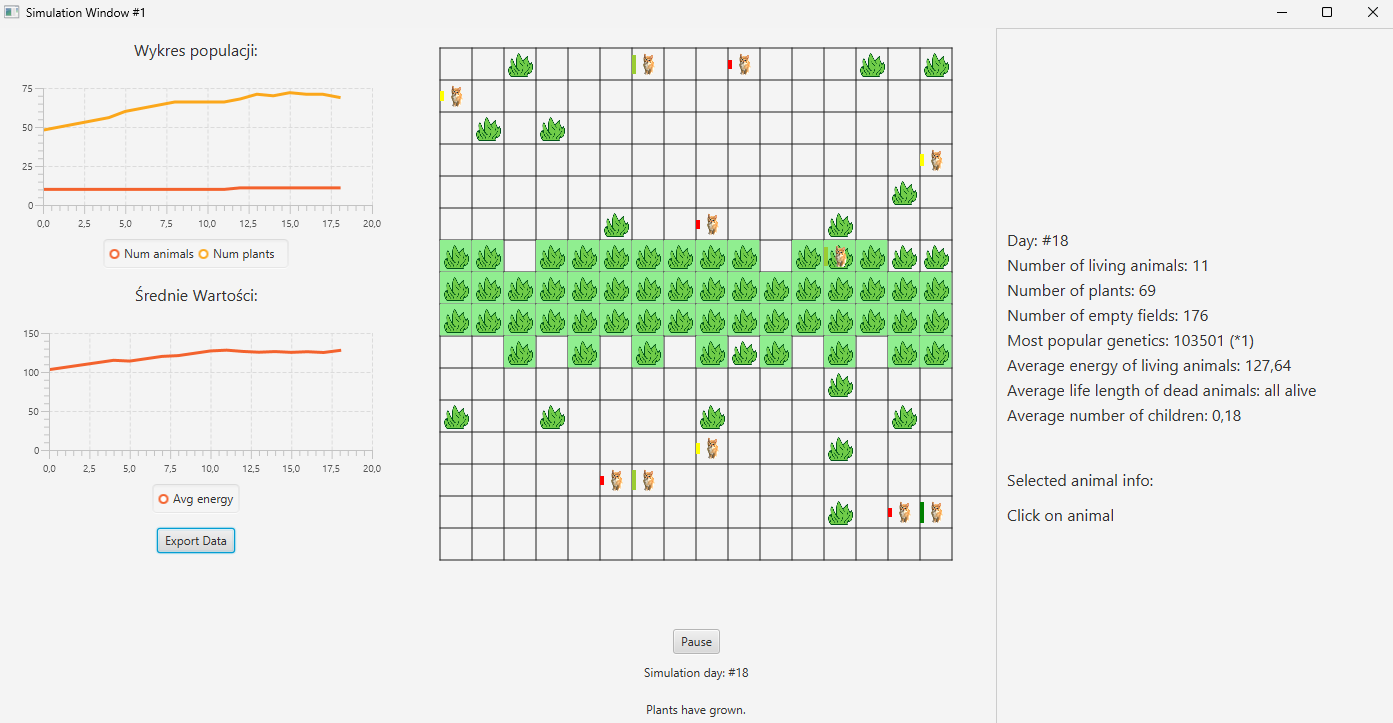 Simulation Window #1
Wykres populacji:
75
50
25
0
0,0 2,5 5,0 7,5 10,0 12,5 15,0 17,5 20,0
Num animals Num plants
Średnie Wartości:
150
100
50
0
0,0 2,5 5,0 7,5 10,0 12,5 15,0 17,5 20,0
Avg energy
Export Data
Pause
Simulation day: #18
Plants have grown.
Day: #18
Number of living animals: 11
Number of plants: 69
Number of empty fields: 176
Most popular genetics: 103501 (*1)
Average energy of living animals: 127,64
Average life length of dead animals: all alive
Average number of children: 0,18
Selected animal info:
Click on animal